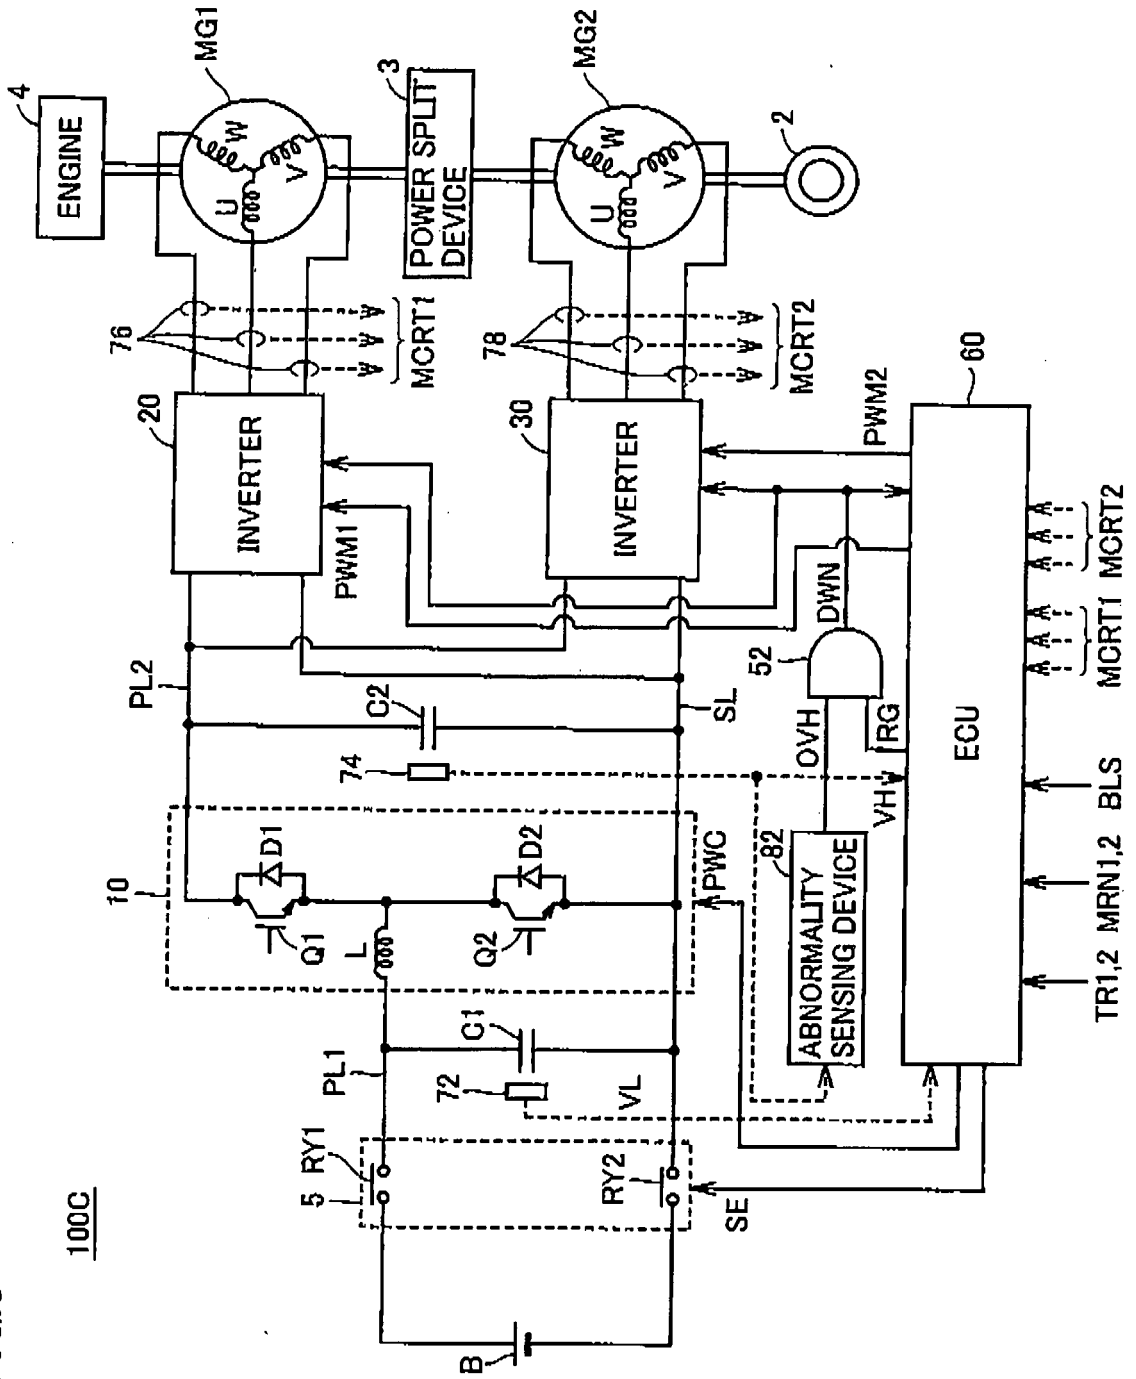 100C
B
5
RY1
RY2
SE
PL1
72
C1
VL
10
Q1
D1
L
Q2
D2
PWC
74
C2
PL2
SL
20
INVERTER
PWM1
30
INVERTER
PWM2
76
MCRT1
78
MCRT2
4
ENGINE
MG1
U
V
W
3
POWER SPLIT
DEVICE
MG2
U
V
W
2
82
ABNORMALITY
SENSING DEVICE
OVH
52
DWN
RG
VH
60
ECU
TR1,2
MRN1,2
BLS
MCRT1
MCRT2